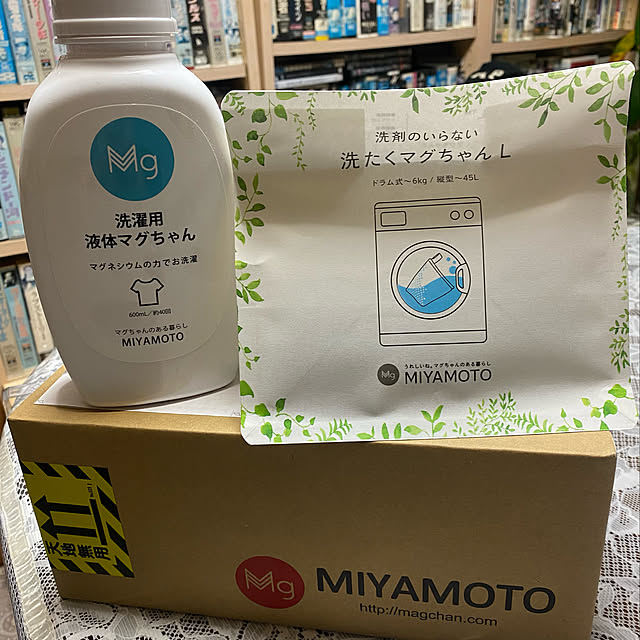 Mg
洗濯用
液体マグちゃん
マグネシウムの力でお洗濯
600mL/約40回
マグちゃんのある暮らし
MIYAMOTO
洗剤のいらない
洗たくマグちゃん L
ドラム式〜6kg / 縦型〜45L
うれしいね。マグちゃんのある暮らし
Mg MIYAMOTO
天地無用
Mg MIYAMOTO
http://magchan.com